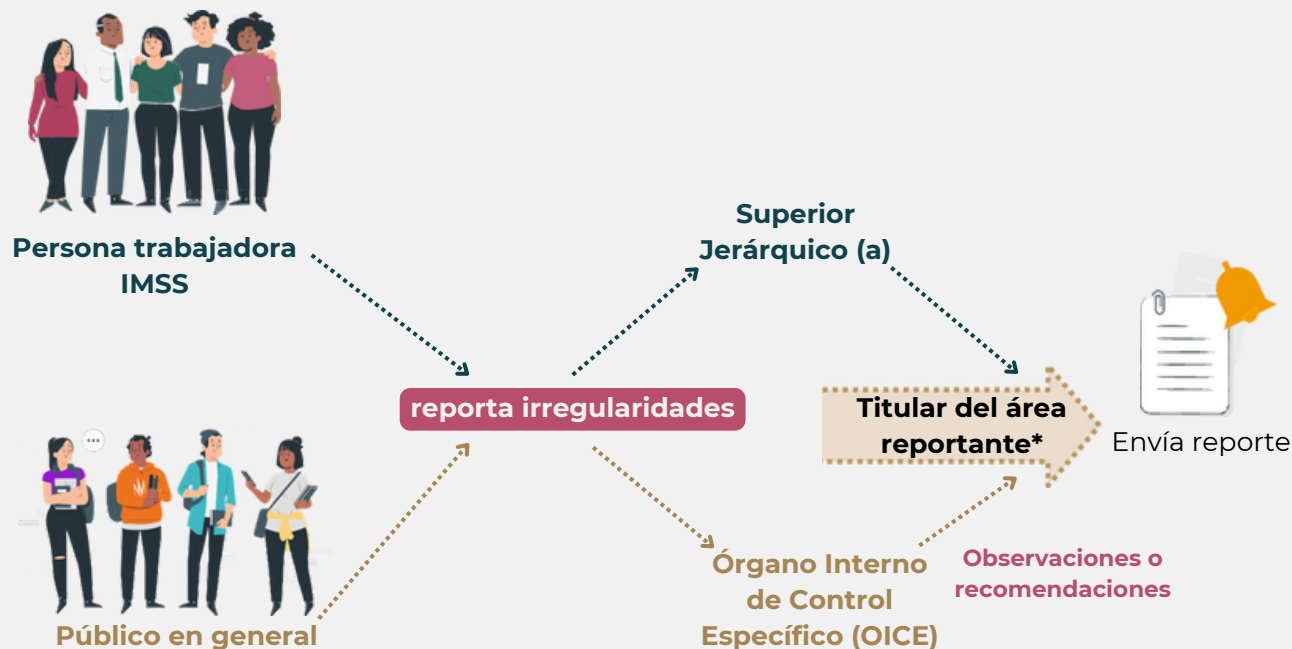 Persona trabajadora
IMSS
Superior
Jerárquico (a)
reporta irregularidades
Titular del área
reportante*
Envía reporte
Público en general
Órgano Interno
de Control
Específico (OICE)
Observaciones o
recomendaciones